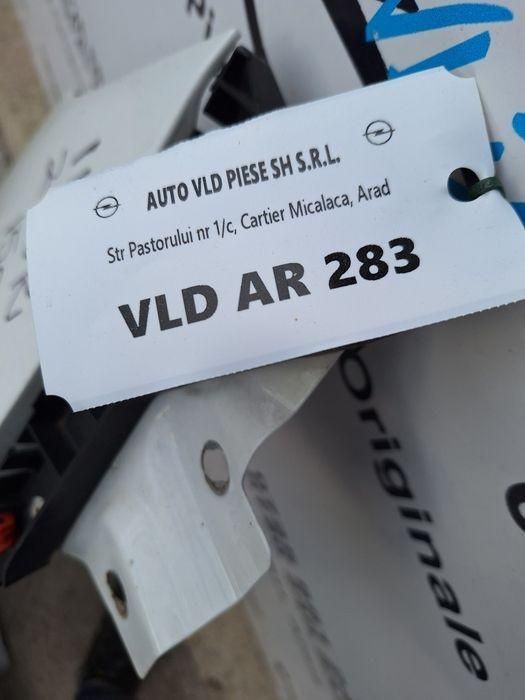 AUTO VLD PIESE SH S.R.L.
Str Pastorului nr 1/c, Cartier Micalaca, Arad
VLD AR 283
Originale